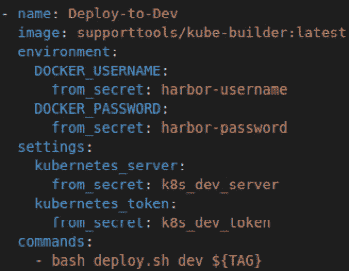 - name: Deploy-to-Dev
image: supporttools/kube-builder:latest
environment:
DOCKER_USERNAME:
from_secret: harbor-username
DOCKER_PASSWORD:
from_secret: harbor-password
settings:
kubernetes_server:
from_secret: k8s_dev_server
kubernetes_token:
from_secret: k8s_dev_token
commands:
- bash deploy.sh dev ${TAG}